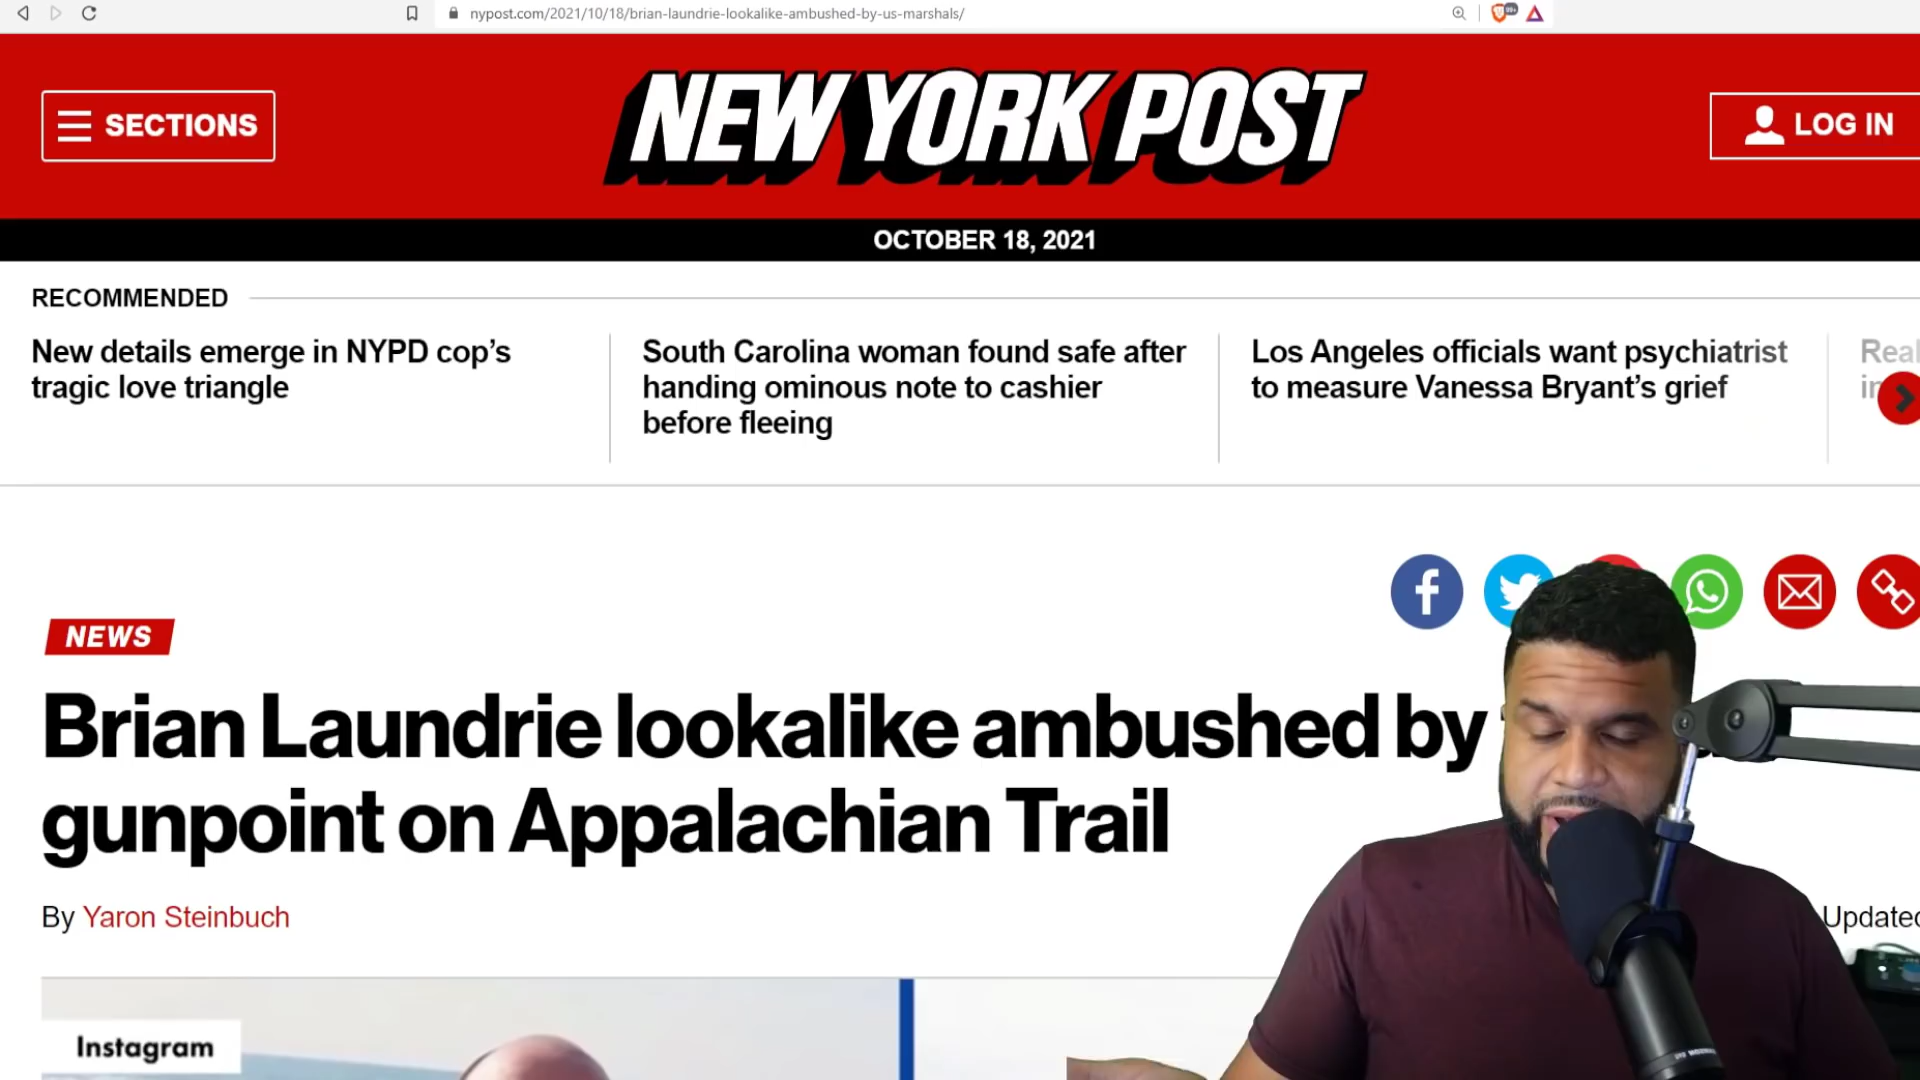 nypost.com/2021/10/18/brian-laundrie-lookalike-ambushed-by-us-marshals/
SECTIONS
NEW YORK POST
LOG IN
OCTOBER 18, 2021
RECOMMENDED
New details emerge in NYPD cop's
tragic love triangle
South Carolina woman found safe after
handing ominous note to cashier
before fleeing
Los Angeles officials want psychiatrist
to measure Vanessa Bryant's grief
NEWS
Brian Laundrie lookalike ambushed by
gunpoint on Appalachian Trail
By Yaron Steinbuch
Instagram